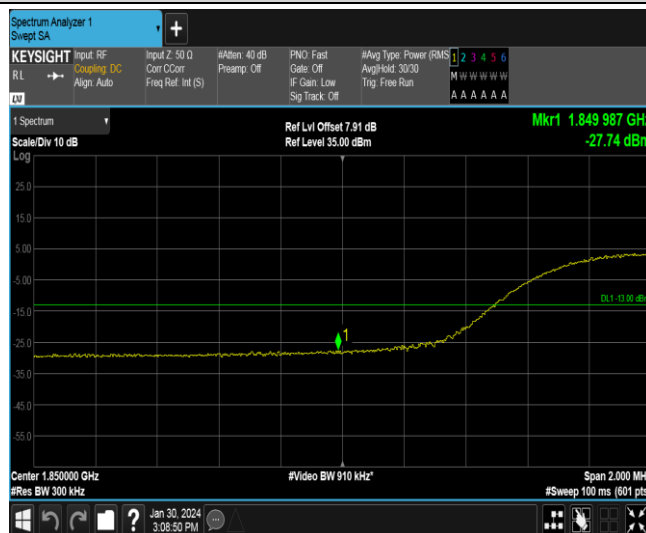 Spectrum Analyzer 1
Swept SA
+
KEYSIGHT
RL
LXI
Input: RF
Coupling: DC
Align: Auto
Input Z: 50 Ω
Corr CCorr
Freq Ref: Int (S)
#Atten: 40 dB
Preamp: Off
PNO: Fast
Gate: Off
IF Gain: Low
Sig Track: Off
#Avg Type: Power (RMS
Avg|Hold: 30/30
Trig: Free Run
1 2 3 4 5 6
M W W W W W
A A A A A A
1 Spectrum
Scale/Div 10 dB
Log
Ref Lvl Offset 7.91 dB
Ref Level 35.00 dBm
Mkr1 1.849 987 GHz
-27.74 dBm
25.0
15.0
5.00
-5.00
-15.0
-25.0
-35.0
-45.0
-55.0
DL1 -13.00 dBm
1
Center 1.850000 GHz
#Res BW 300 kHz
#Video BW 910 kHz*
Span 2.000 MH
#Sweep 100 ms (601 pts
?
Jan 30, 2024
3:08:50 PM